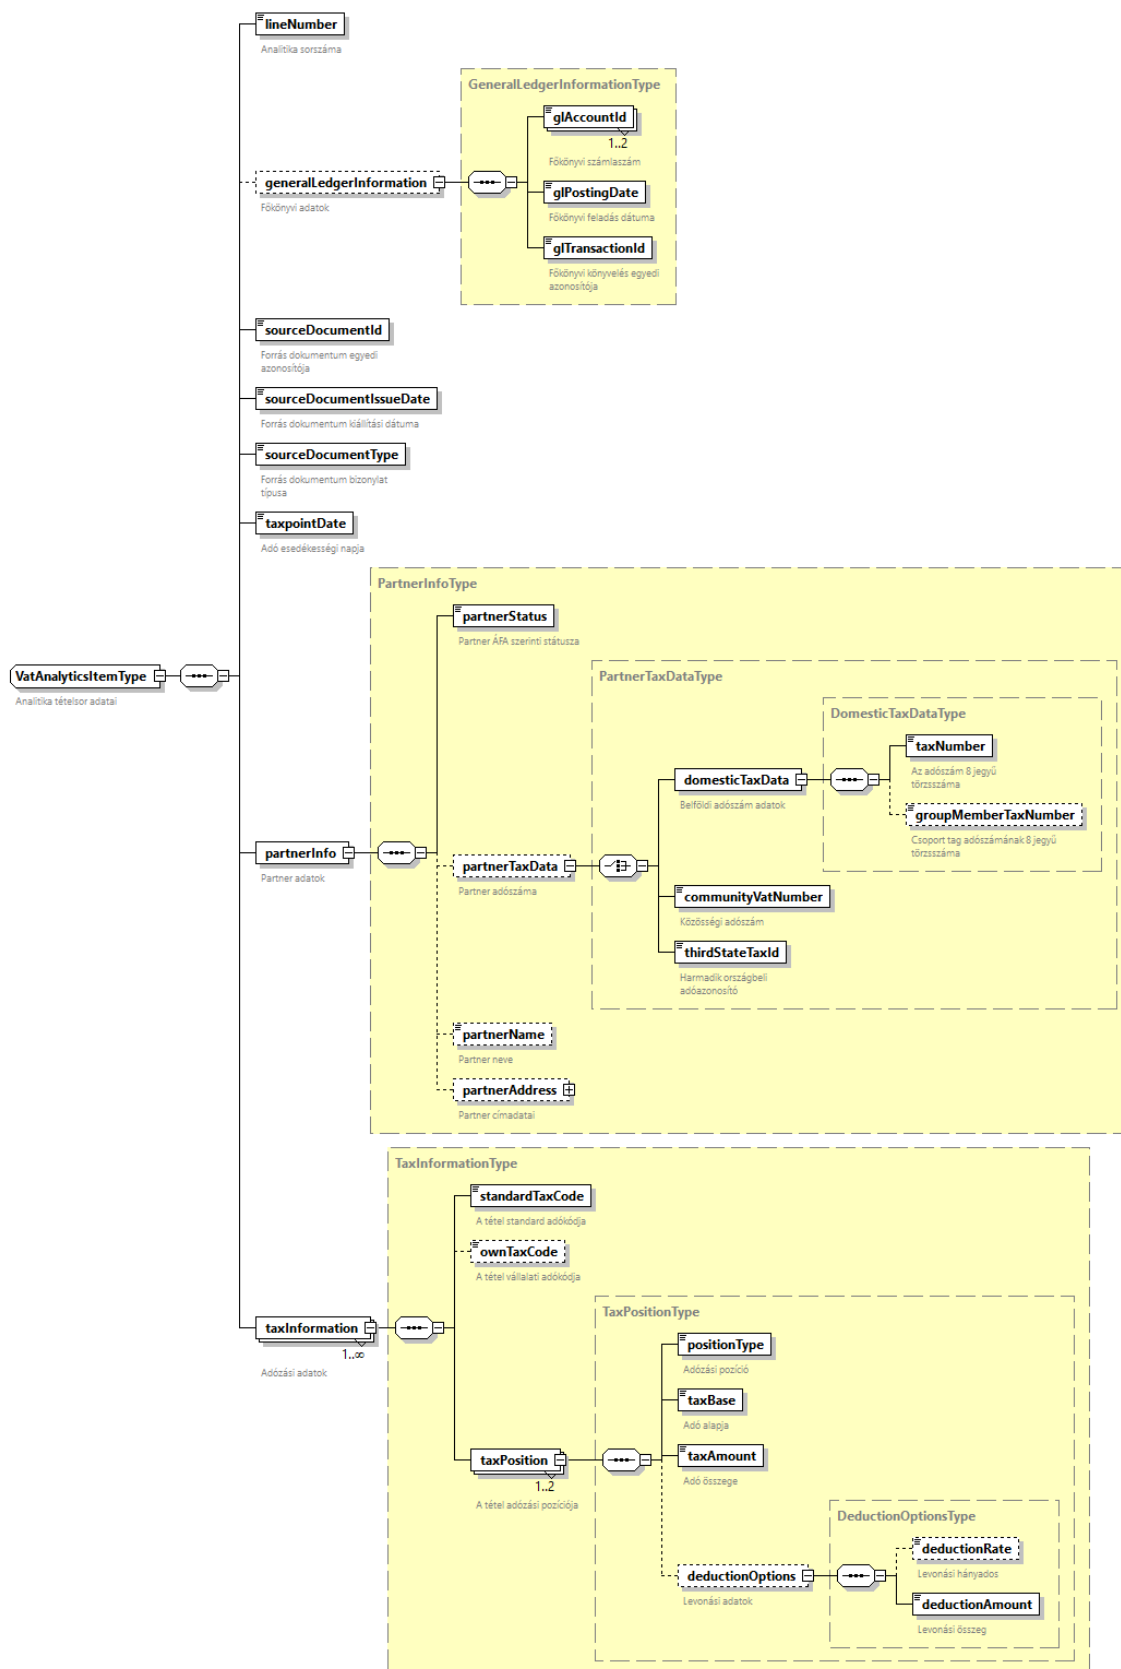 lineNumber
Analitika sorszáma
GeneralLedgerInformationType
glAccountId
1..2
Főkönyvi számlaszám
generalLedgerInformation
Főkönyvi adatok
glPostingDate
Főkönyvi feladás dátuma
glTransactionId
Főkönyvi könyvelés egyedi
azonosítója
sourceDocumentId
Forrás dokumentum egyedi
azonosítója
sourceDocumentIssueDate
Forrás dokumentum kiállítási dátuma
sourceDocumentType
Forrás dokumentum bizonylat
típusa
taxpointDate
Adó esedékességi napja
PartnerInfoType
partnerStatus
Partner ÁFA szerinti státusza
VatAnalyticsItemType
Analitika tételsor adatai
PartnerTaxDataType
DomesticTaxDataType
taxNumber
Az adószám 8 jegyű
törzsszáma
domesticTaxData
Belföldi adószám adatok
groupMemberTaxNumber
Csoport tag adószámának 8 jegyű
törzsszáma
partnerInfo
Partner adatok
partnerTaxData
Partner adószáma
communityVatNumber
Közösségi adószám
thirdStateTaxId
Harmadik országbeli
adóazonosító
partnerName
Partner neve
partnerAddress
Partner címadatai
TaxInformationType
standardTaxCode
A tétel standard adókódja
ownTaxCode
A tétel vállalati adókódja
taxInformation
1..∞
Adózási adatok
TaxPositionType
positionType
Adózási pozíció
taxBase
Adó alapja
taxAmount
Adó összege
taxPosition
1..2
A tétel adózási pozíciója
DeductionOptionsType
deductionRate
Levonási hányados
deductionOptions
Levonási adatok
deductionAmount
Levonási összeg